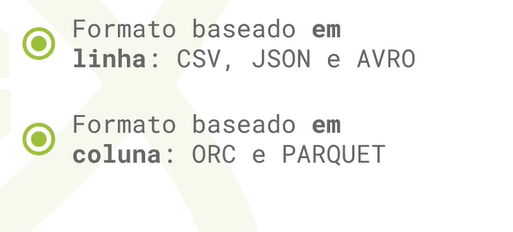 Formato baseado em
linha: CSV, JSON e AVRO
Formato baseado em
coluna: ORC e PARQUET